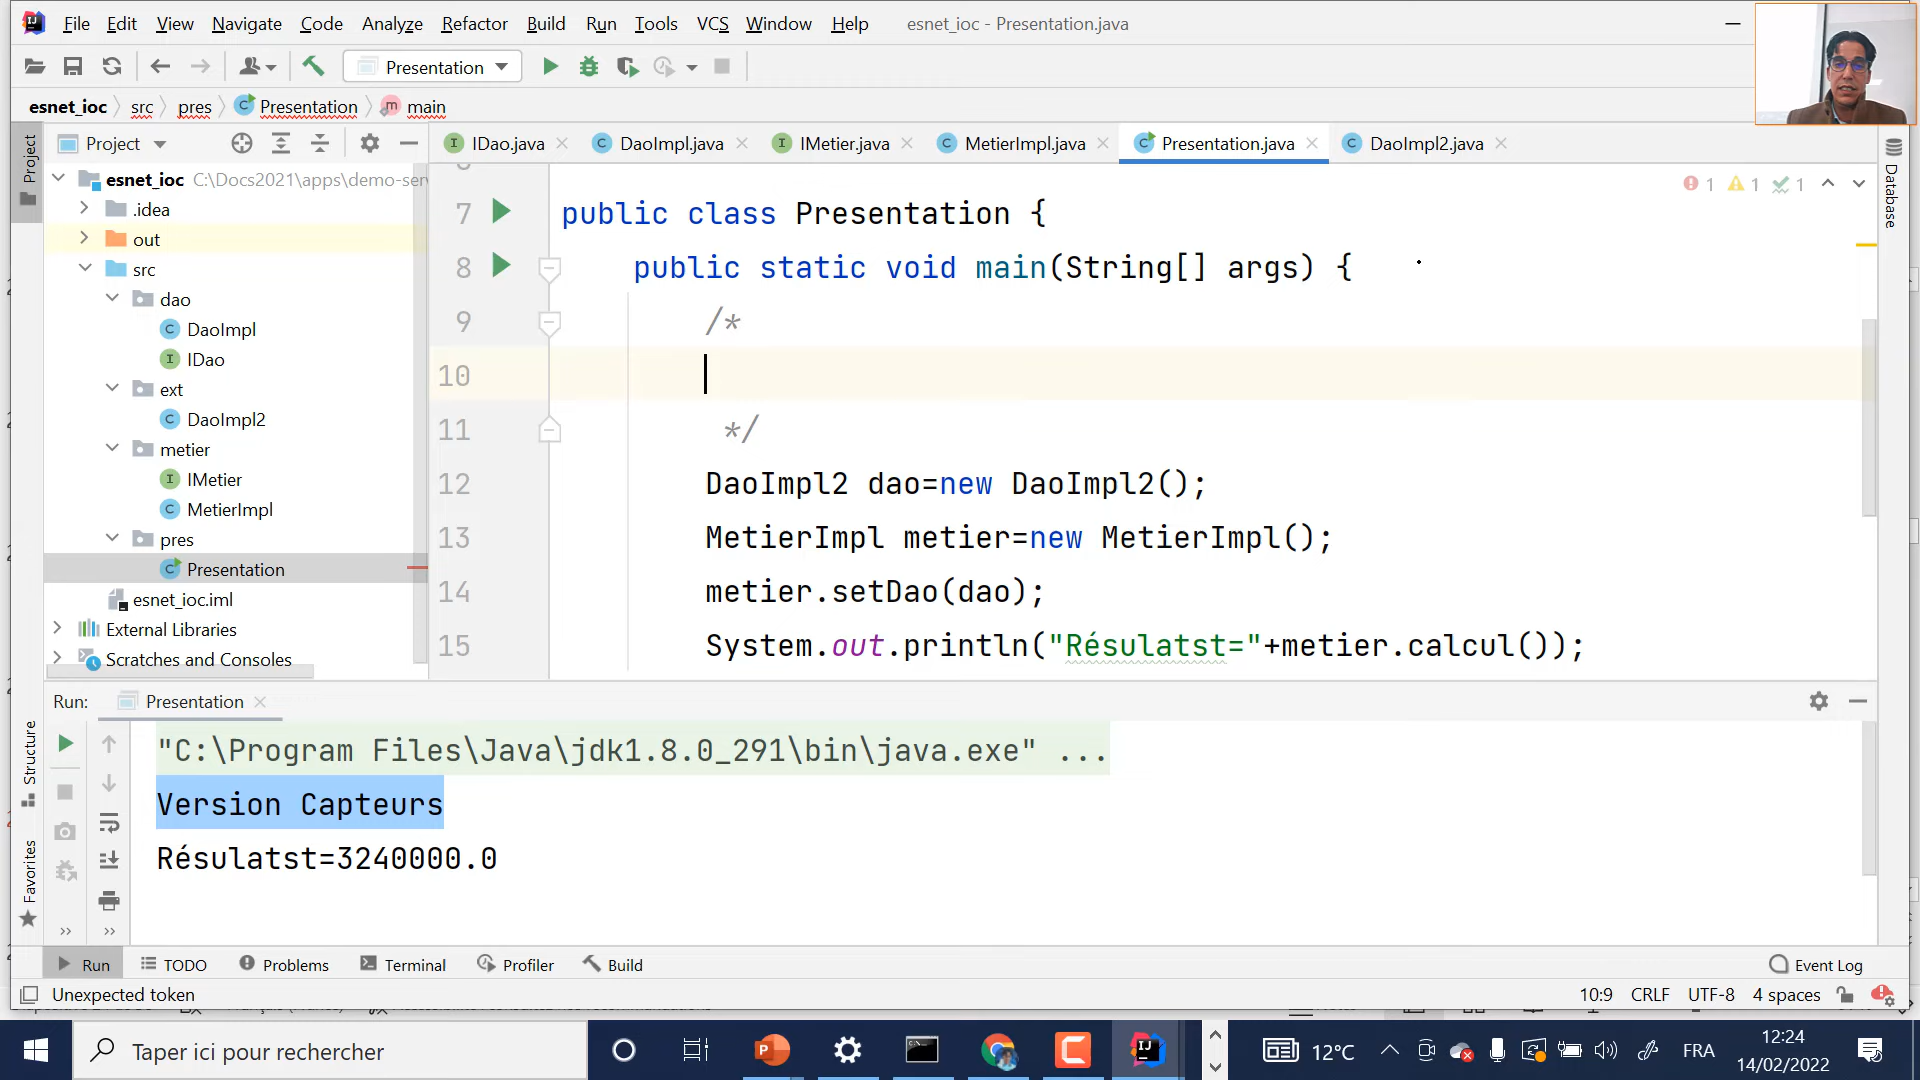 File Edit View Navigate Code Analyze Refactor Build Run Tools VCS Window Help esnet_ioc - Presentation.java
Presentation
esnet_ioc src pres Presentation main
Project
IDao.java DaoImpl.java IMetier.java MetierImpl.java Presentation.java DaoImpl2.java
Project
Database
esnet_ioc C:\Docs2021\apps\demo-ser
.idea
out
src
dao
DaoImpl
IDao
ext
DaoImpl2
metier
IMetier
MetierImpl
pres
Presentation
esnet_ioc.iml
External Libraries
Scratches and Consoles
1 1 1
7 public class Presentation {
8 public static void main(String[] args) {
9 /*
10
11 */
12 DaoImpl2 dao=new DaoImpl2();
13 MetierImpl metier=new MetierImpl();
14 metier.setDao(dao);
15 System.out.println("Résulatst="+metier.calcul());
Run: Presentation
Structure
Favorites
"C:\Program Files\Java\jdk1.8.0_291\bin\java.exe" ...
Version Capteurs
Résulatst=3240000.0
Run TODO Problems Terminal Profiler Build Event Log
Unexpected token 10:9 CRLF UTF-8 4 spaces
Taper ici pour rechercher 12°C FRA 12:24
14/02/2022